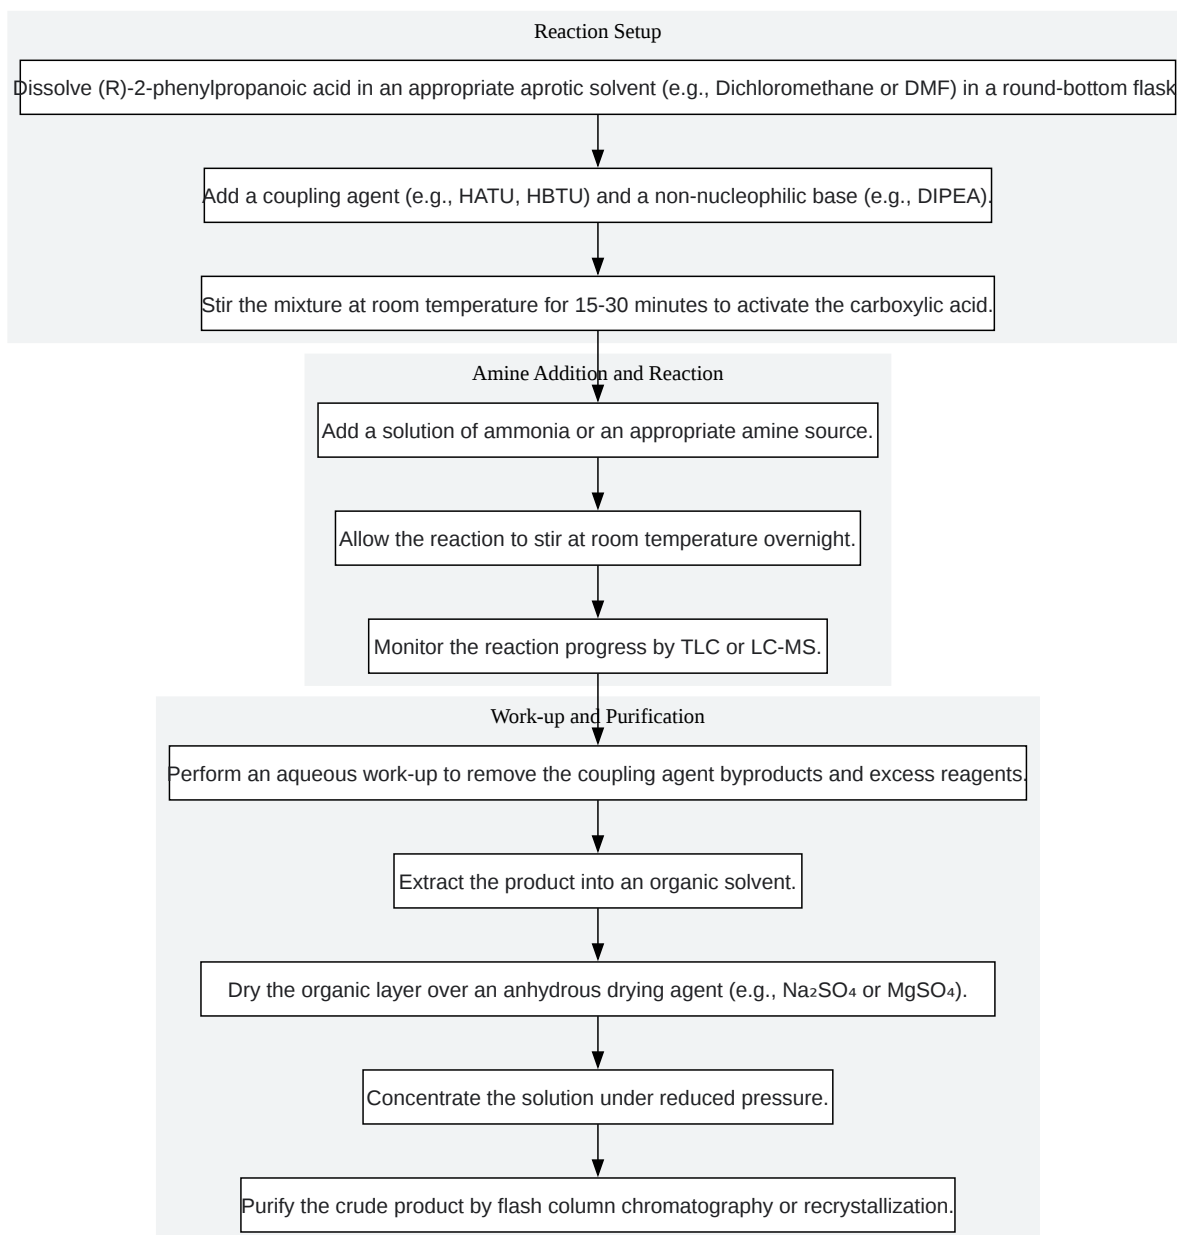 Reaction Setup
Dissolve (R)-2-phenylpropanoic acid in an appropriate aprotic solvent (e.g., Dichloromethane or DMF) in a round-bottom flask
Add a coupling agent (e.g., HATU, HBTU) and a non-nucleophilic base (e.g., DIPEA).
Stir the mixture at room temperature for 15-30 minutes to activate the carboxylic acid.
Amine Addition and Reaction
Add a solution of ammonia or an appropriate amine source.
Allow the reaction to stir at room temperature overnight.
Monitor the reaction progress by TLC or LC-MS.
Work-up and Purification
Perform an aqueous work-up to remove the coupling agent byproducts and excess reagents.
Extract the product into an organic solvent.
Dry the organic layer over an anhydrous drying agent (e.g., Na₂SO₄ or MgSO₄).
Concentrate the solution under reduced pressure.
Purify the crude product by flash column chromatography or recrystallization.